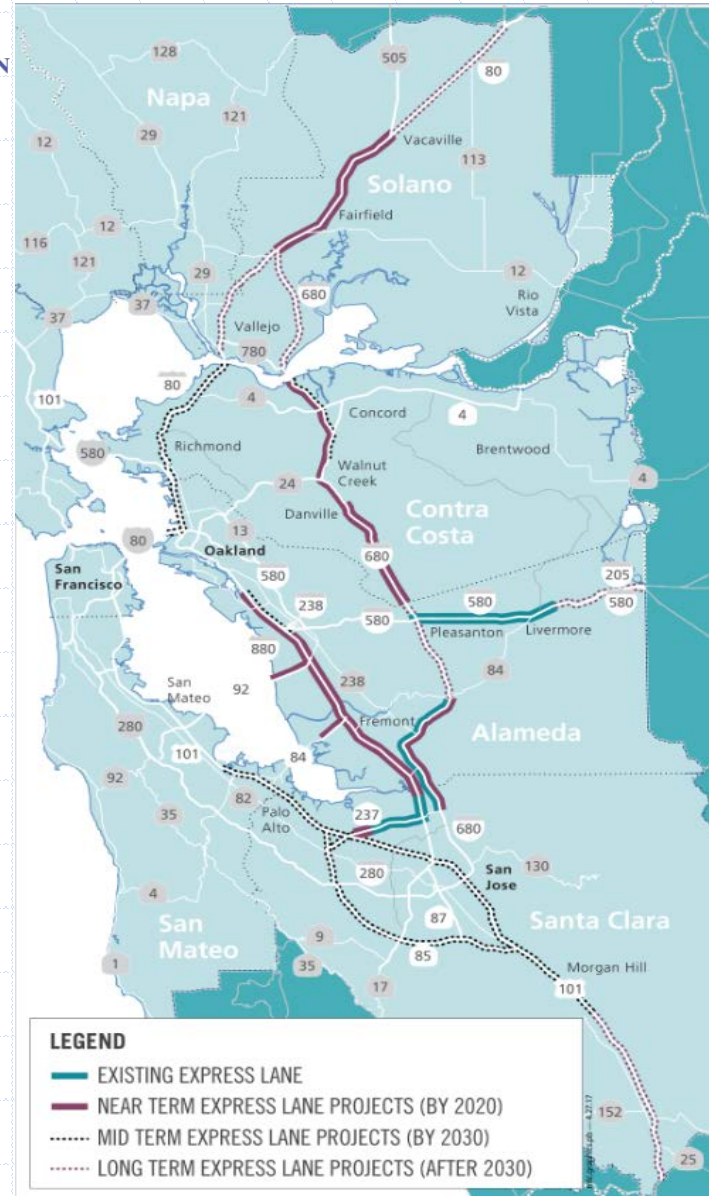 N
128
505
80
Napa
121
29
Vacaville
12
113
Solano
Fairfield
12
116
121
29
12
680
Rio
Vista
37
37
Vallejo
780
80
101
4
Concord
4
Richmond
Brentwood
580
Walnut
Creek
24
4
Danville
Contra
Costa
13
80
Oakland
680
San
Francisco
580
205
238
580
580
580
Pleasanton
Livermore
880
San
Mateo
92
238
84
Fremont
280
Alameda
101
84
92
82
Palo
Alto
237
680
35
280
San
Jose
130
4
87
San
Mateo
Santa Clara
9
85
1
35
Morgan Hill
17
101
LEGEND
EXISTING EXPRESS LANE
NEAR TERM EXPRESS LANE PROJECTS (BY 2020)
MID TERM EXPRESS LANE PROJECTS (BY 2030)
LONG TERM EXPRESS LANE PROJECTS (AFTER 2030)
152
25